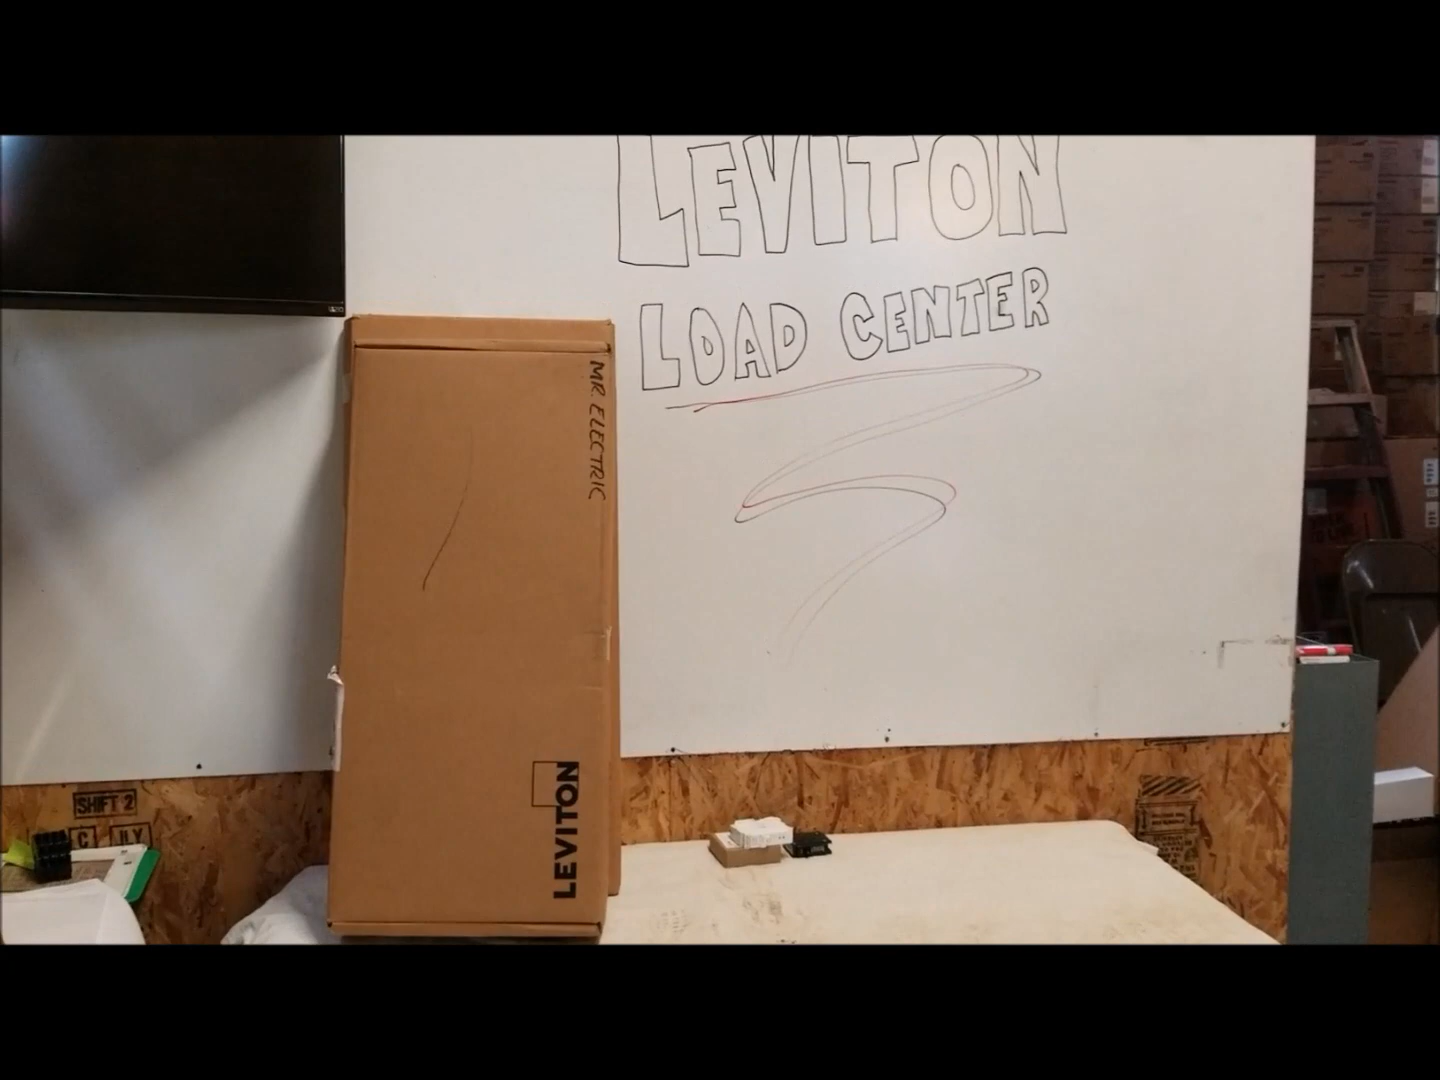 LEVITON
LOAD CENTER
MR. ELECTRIC
LEVITON
SHIFT 2